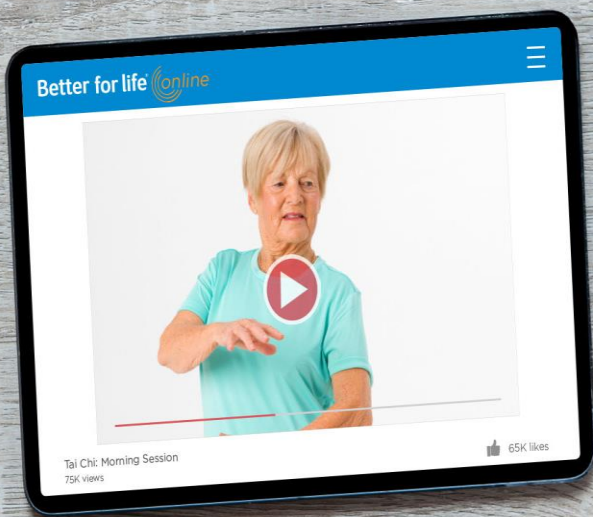 Better for life online
Tai Chi: Morning Session
75K views
65K likes